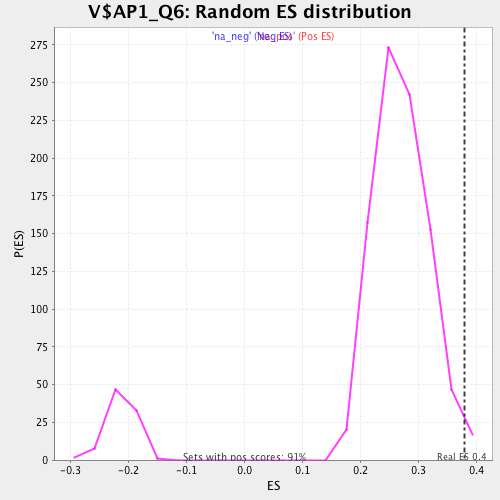 V$AP1_Q6: Random ES distribution
'na_neg' (Neg ES)
'na_pos' (Pos ES)
275
250
225
200
175
150
125
100
75
50
25
0
P(ES)
Sets with pos scores: 91%
Real ES 0.4
-0.3 -0.2 -0.1 0.0 0.1 0.2 0.3 0.4
ES